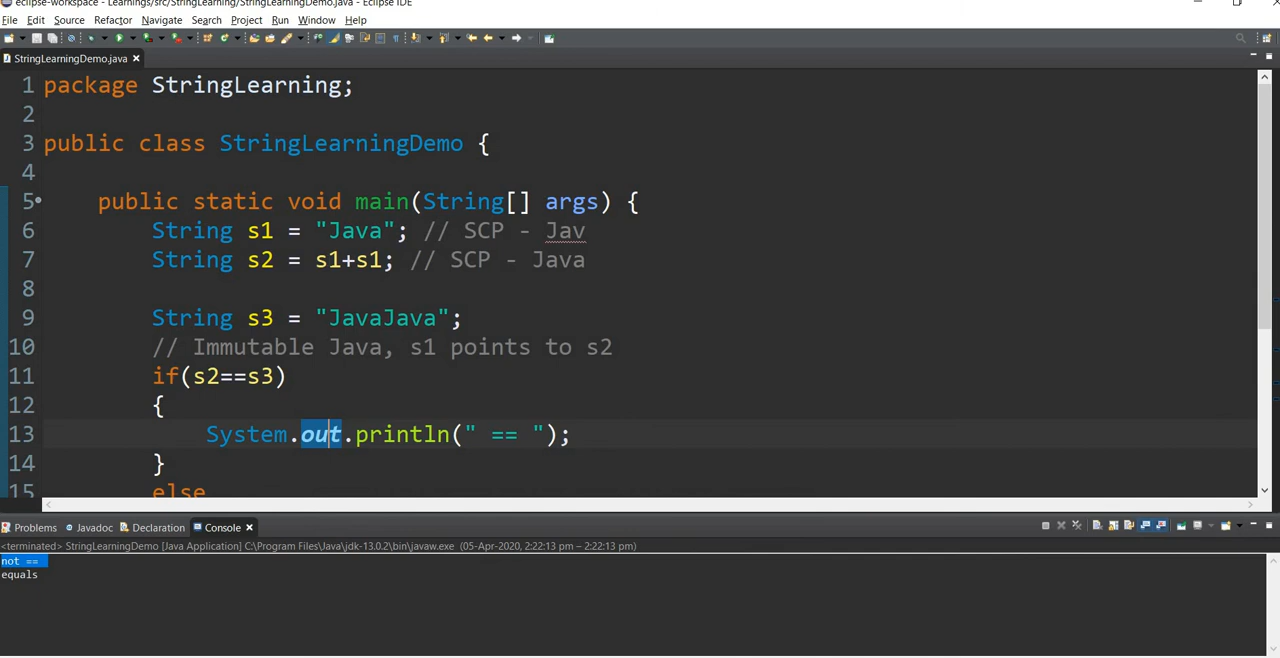 eclipse-workspace - Learnings/src/StringLearning/StringLearningDemo.java - Eclipse IDE
File Edit Source Refactor Navigate Search Project Run Window Help
StringLearningDemo.java
1 package StringLearning;
2
3 public class StringLearningDemo {
4
5 public static void main(String[] args) {
6 String s1 = "Java"; // SCP - Jav
7 String s2 = s1+s1; // SCP - Java
8
9 String s3 = "JavaJava";
10 // Immutable Java, s1 points to s2
11 if(s2==s3)
12 {
13 System.out.println(" == ");
14 }
15 else
Problems Javadoc Declaration Console
<terminated> StringLearningDemo [Java Application] C:\Program Files\Java\jdk-13.0.2\bin\javaw.exe (05-Apr-2020, 2:22:13 pm – 2:22:13 pm)
not ==
equals